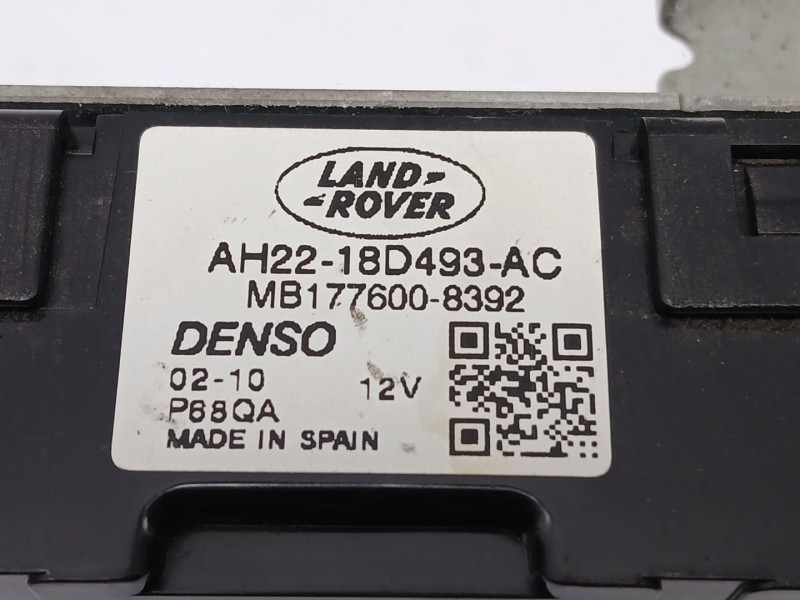 LAND-
-ROVER
AH22-18D493-AC
MB177600-8392
DENSO
02-10 12V
P68QA
MADE IN SPAIN